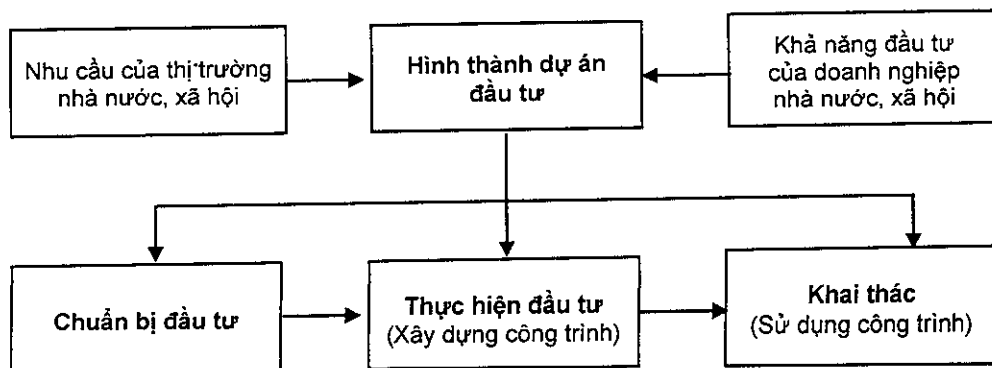 Nhu cầu của thị trường
nhà nước, xã hội
Hình thành dự án
đầu tư
Khả năng đầu tư
của doanh nghiệp
nhà nước, xã hội
Chuẩn bị đầu tư
Thực hiện đầu tư
(Xây dựng công trình)
Khai thác
(Sử dụng công trình)